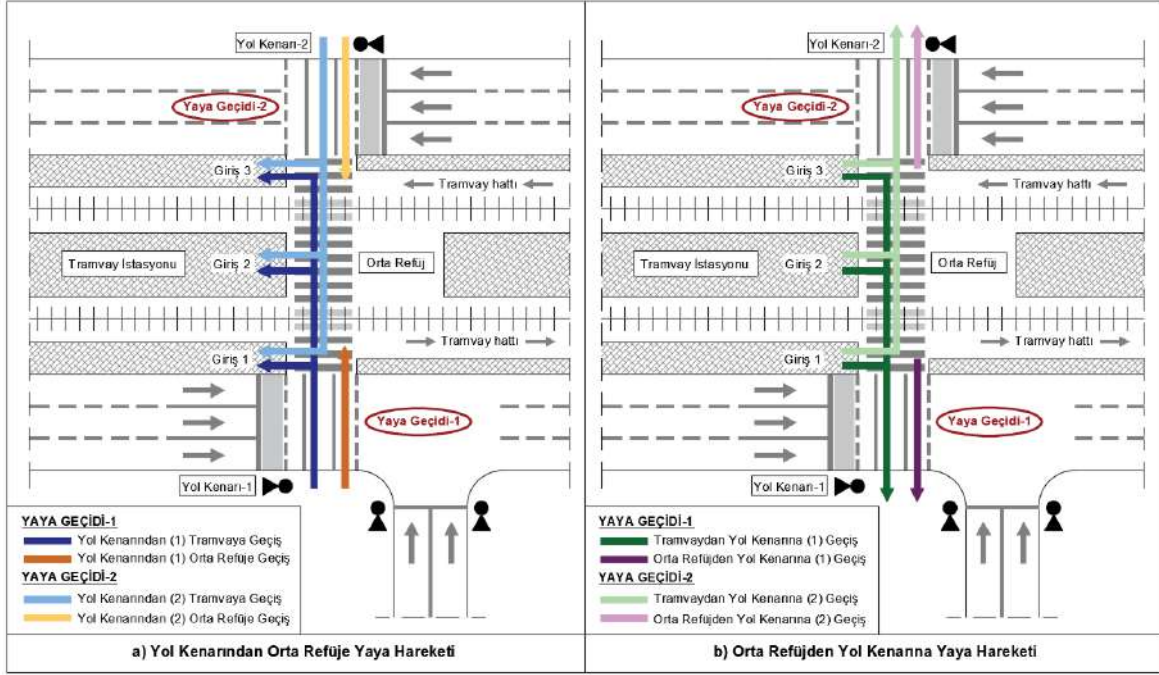 Yol Kenarı-2
Yaya Geçidi-2
Giriş 3
Tramvay hattı
Tramvay İstasyonu
Giriş 2
Orta Refüj
Giriş 1
Tramvay hattı
Yaya Geçidi-1
Yol Kenarı-1
YAYA GEÇİDİ-1
Yol Kenarından (1) Tramvaya Geçiş
Yol Kenarından (1) Orta Refüje Geçiş
YAYA GEÇİDİ-2
Yol Kenarından (2) Tramvaya Geçiş
Yol Kenarından (2) Orta Refüje Geçiş
a) Yol Kenarından Orta Refüje Yaya Hareketi
Yol Kenarı-2
Yaya Geçidi-2
Giriş 3
Tramvay hattı
Tramvay İstasyonu
Giriş 2
Orta Refüj
Giriş 1
Tramvay hattı
Yaya Geçidi-1
Yol Kenarı-1
YAYA GEÇİDİ-1
Tramvaydan Yol Kenarına (1) Geçiş
Orta Refüjden Yol Kenarına (1) Geçiş
YAYA GEÇİDİ-2
Tramvaydan Yol Kenarına (2) Geçiş
Orta Refüjden Yol Kenarına (2) Geçiş
b) Orta Refüjden Yol Kenarına Yaya Hareketi